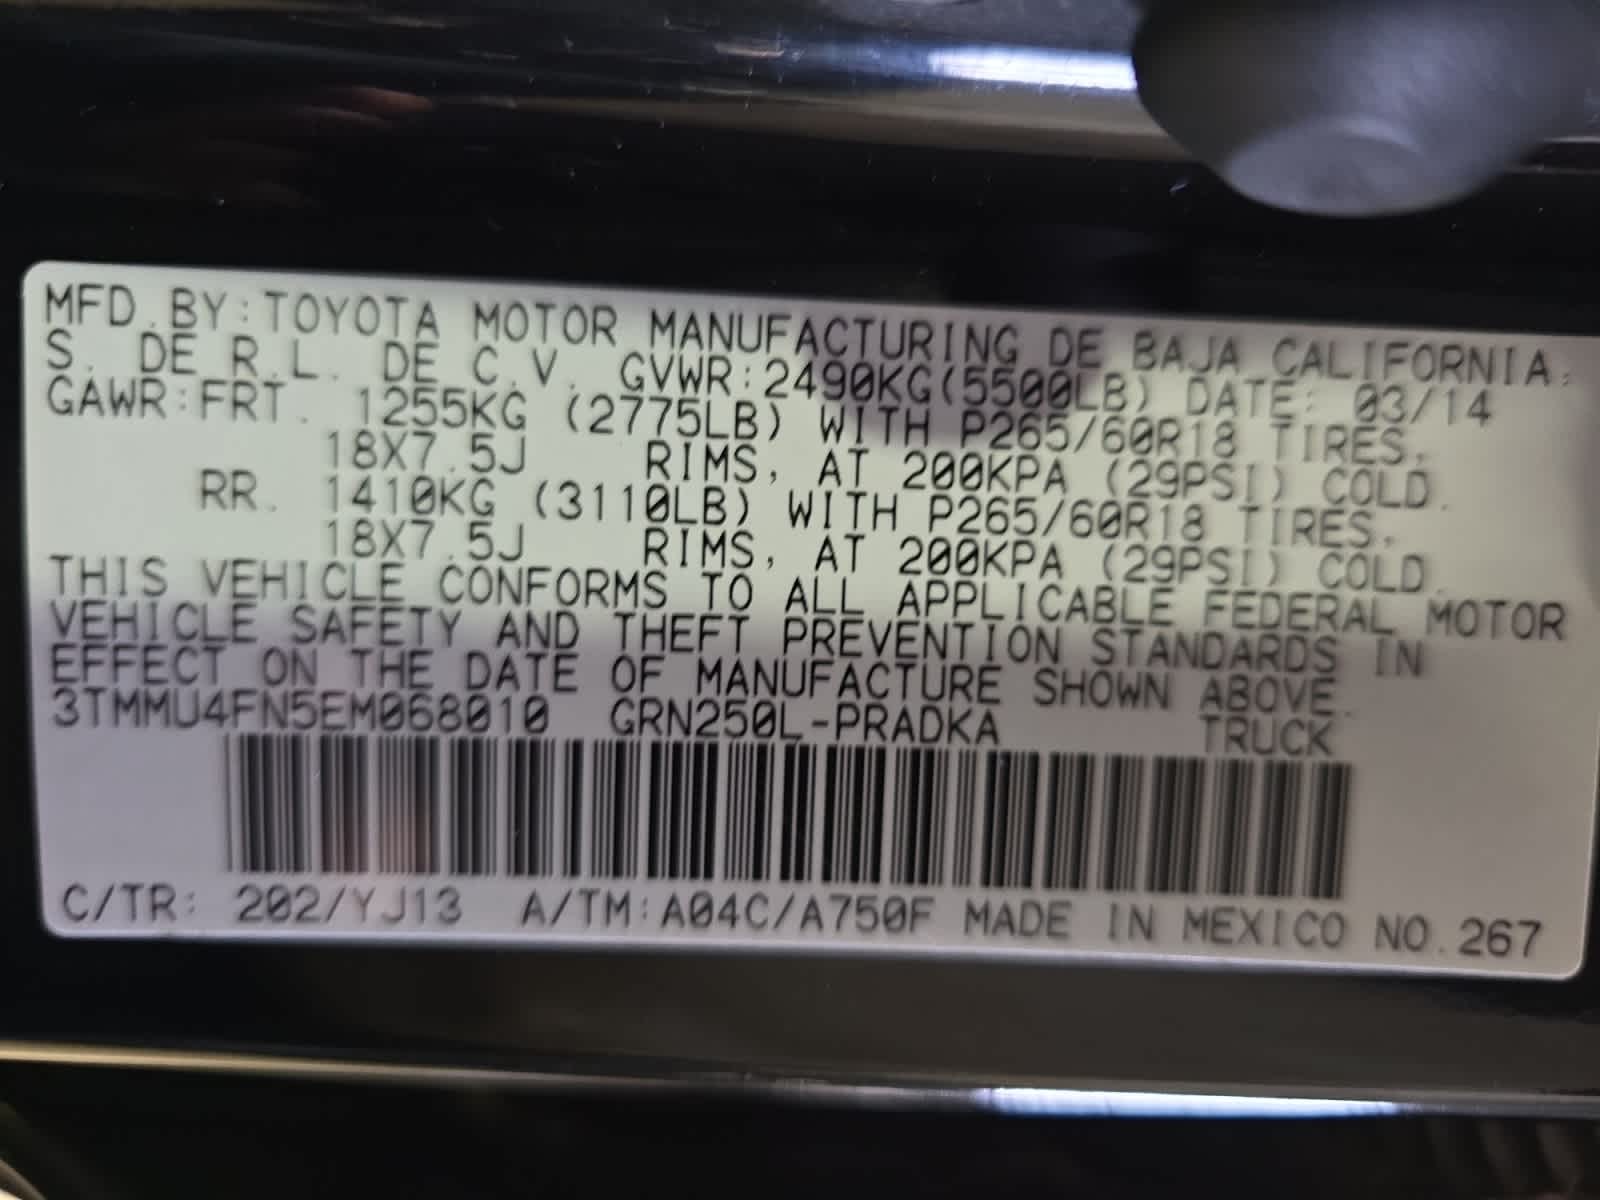 MFD.BY:TOYOTA MOTOR MANUFACTURING DE BAJA CALIFORNIA.
S. DE R.L. DE C.V. GVWR:2490KG(5500LB) DATE: 03/14
GAWR:FRT. 1255KG (2775LB) WITH P265/60R18 TIRES,
18X7.5J RIMS, AT 200KPA (29PSI) COLD.
RR. 1410KG (3110LB) WITH P265/60R18 TIRES,
18X7.5J RIMS, AT 200KPA (29PSI) COLD.
THIS VEHICLE CONFORMS TO ALL APPLICABLE FEDERAL MOTOR
VEHICLE SAFETY AND THEFT PREVENTION STANDARDS IN
EFFECT ON THE DATE OF MANUFACTURE SHOWN ABOVE.
3TMMU4FN5EM068010 GRN250L-PRADKA TRUCK
C/TR: 202/YJ13 A/TM:A04C/A750F MADE IN MEXICO NO.267